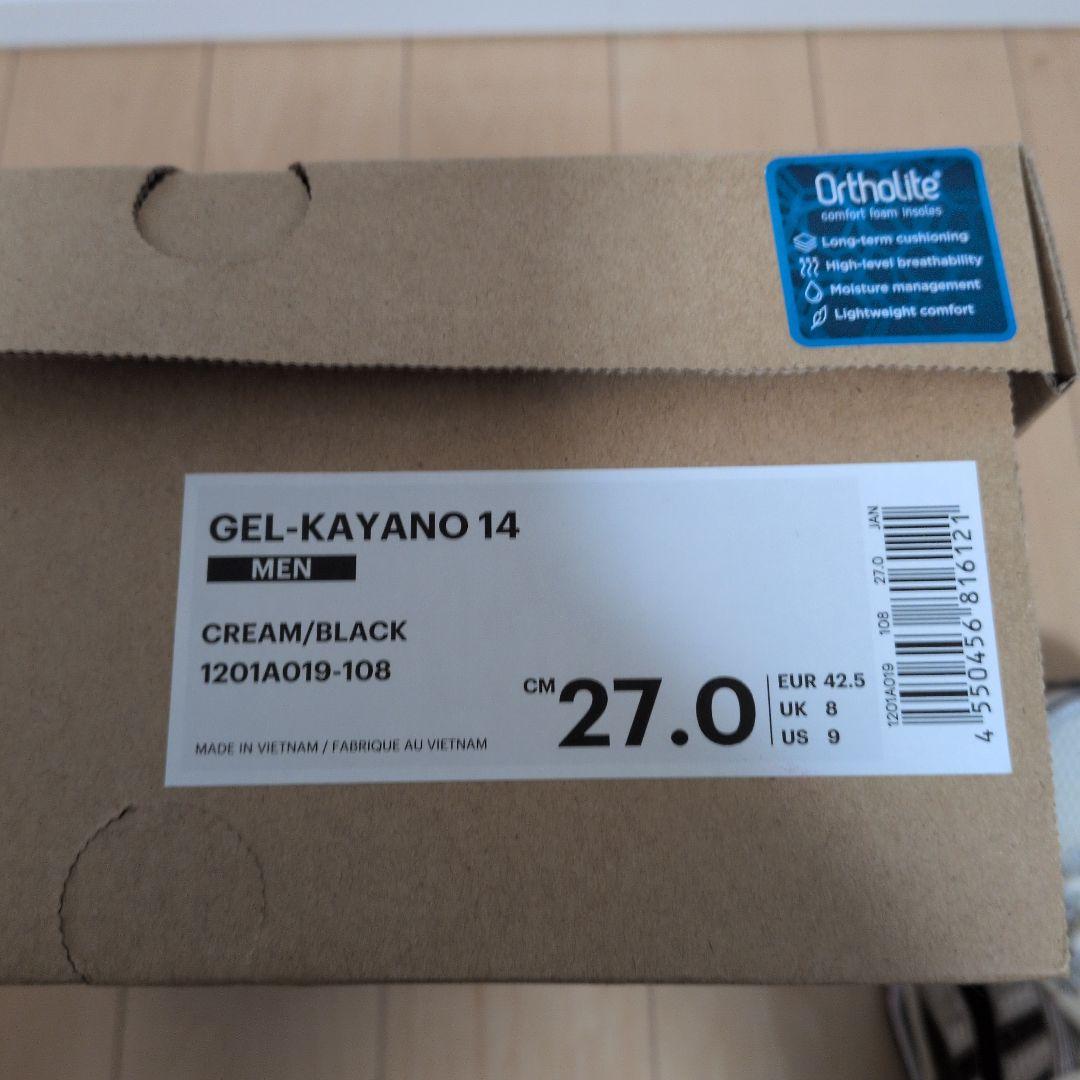 OrthoLite®
comfort foam insoles
Long-term cushioning
High-level breathability
Moisture management
Lightweight comfort
GEL-KAYANO 14
MEN
CREAM/BLACK
1201A019-108
MADE IN VIETNAM / FABRIQUE AU VIETNAM
CM 27.0
EUR 42.5
UK 8
US 9
1201A019 108 27.0 JAN
4 550456 816121